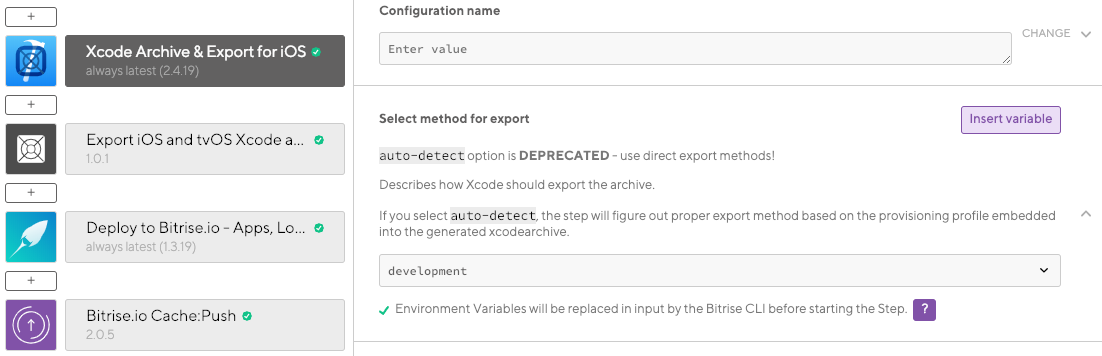 +
Xcode Archive & Export for iOS
always latest (2.4.19)
+
Export iOS and tvOS Xcode a...
1.0.1
+
Deploy to Bitrise.io - Apps, Lo...
always latest (1.3.19)
+
Bitrise.io Cache:Push
2.0.5
Configuration name
Enter value
CHANGE
Select method for export
Insert variable
auto-detect option is DEPRECATED - use direct export methods!
Describes how Xcode should export the archive.
If you select auto-detect, the step will figure out proper export method based on the provisioning profile embedded
into the generated xcodearchive.
development
Environment Variables will be replaced in input by the Bitrise CLI before starting the Step.
?